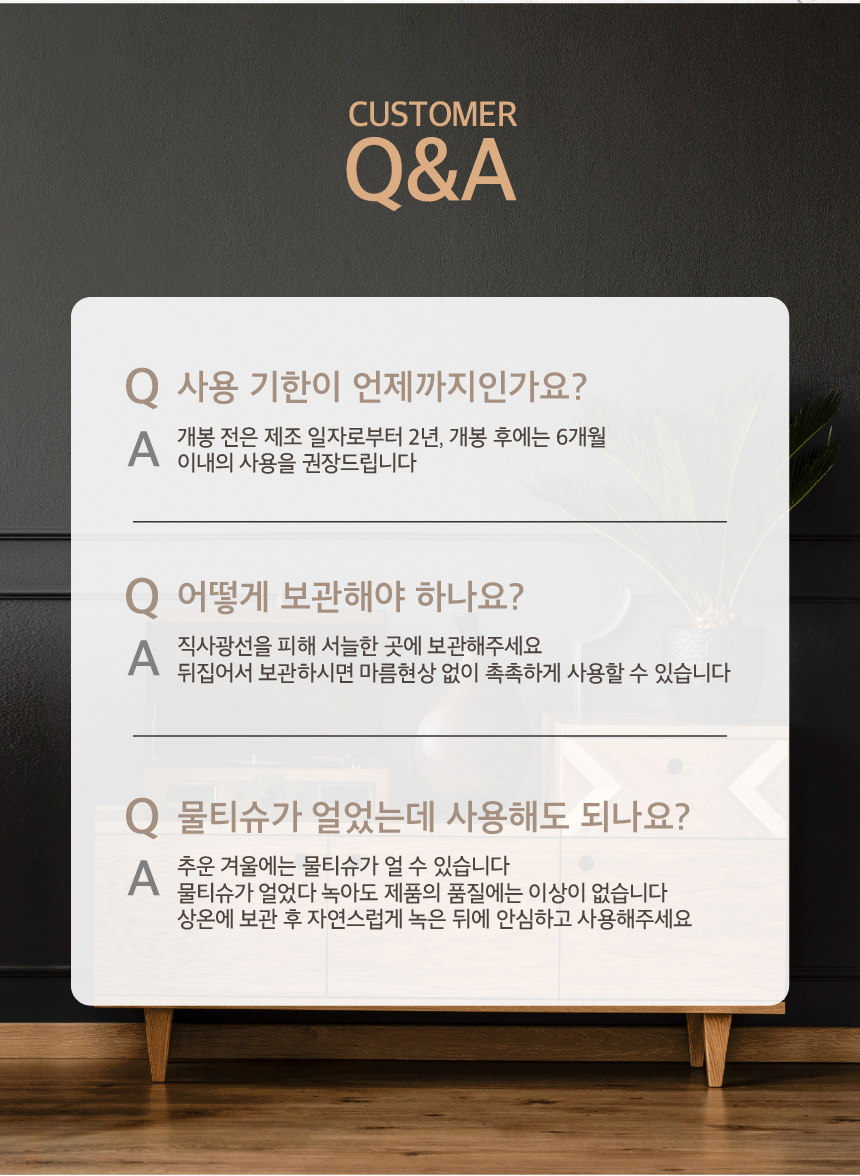 CUSTOMER
Q&A
Q 사용 기한이 언제까지인가요?
A 개봉 전은 제조 일자로부터 2년, 개봉 후에는 6개월
이내의 사용을 권장드립니다
Q 어떻게 보관해야 하나요?
A 직사광선을 피해 서늘한 곳에 보관해주세요
뒤집어서 보관하시면 마름현상 없이 촉촉하게 사용할 수 있습니다
Q 물티슈가 얼었는데 사용해도 되나요?
A 추운 겨울에는 물티슈가 얼 수 있습니다
물티슈가 얼었다 녹아도 제품의 품질에는 이상이 없습니다
상온에 보관 후 자연스럽게 녹은 뒤에 안심하고 사용해주세요